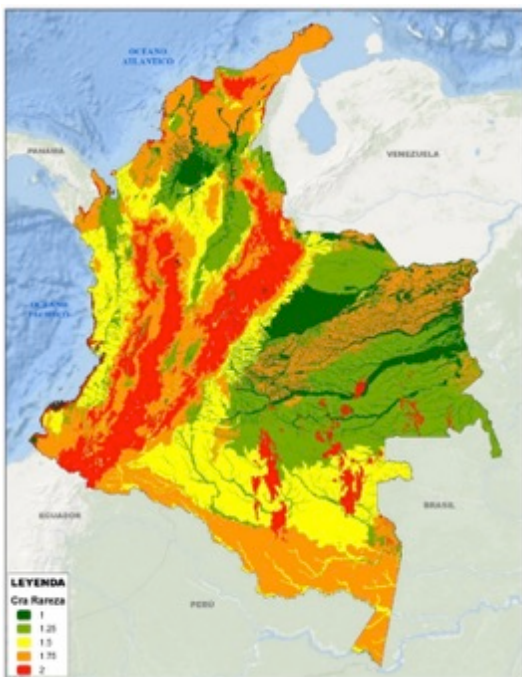 OCEANO
ATLANTICO
PANAMA
VENEZUELA
OCEANO
PACIFICO
ECUADOR
BRASIL
PERÚ
LEYENDA
Cra Rareza
1
1.25
1.5
1.75
2